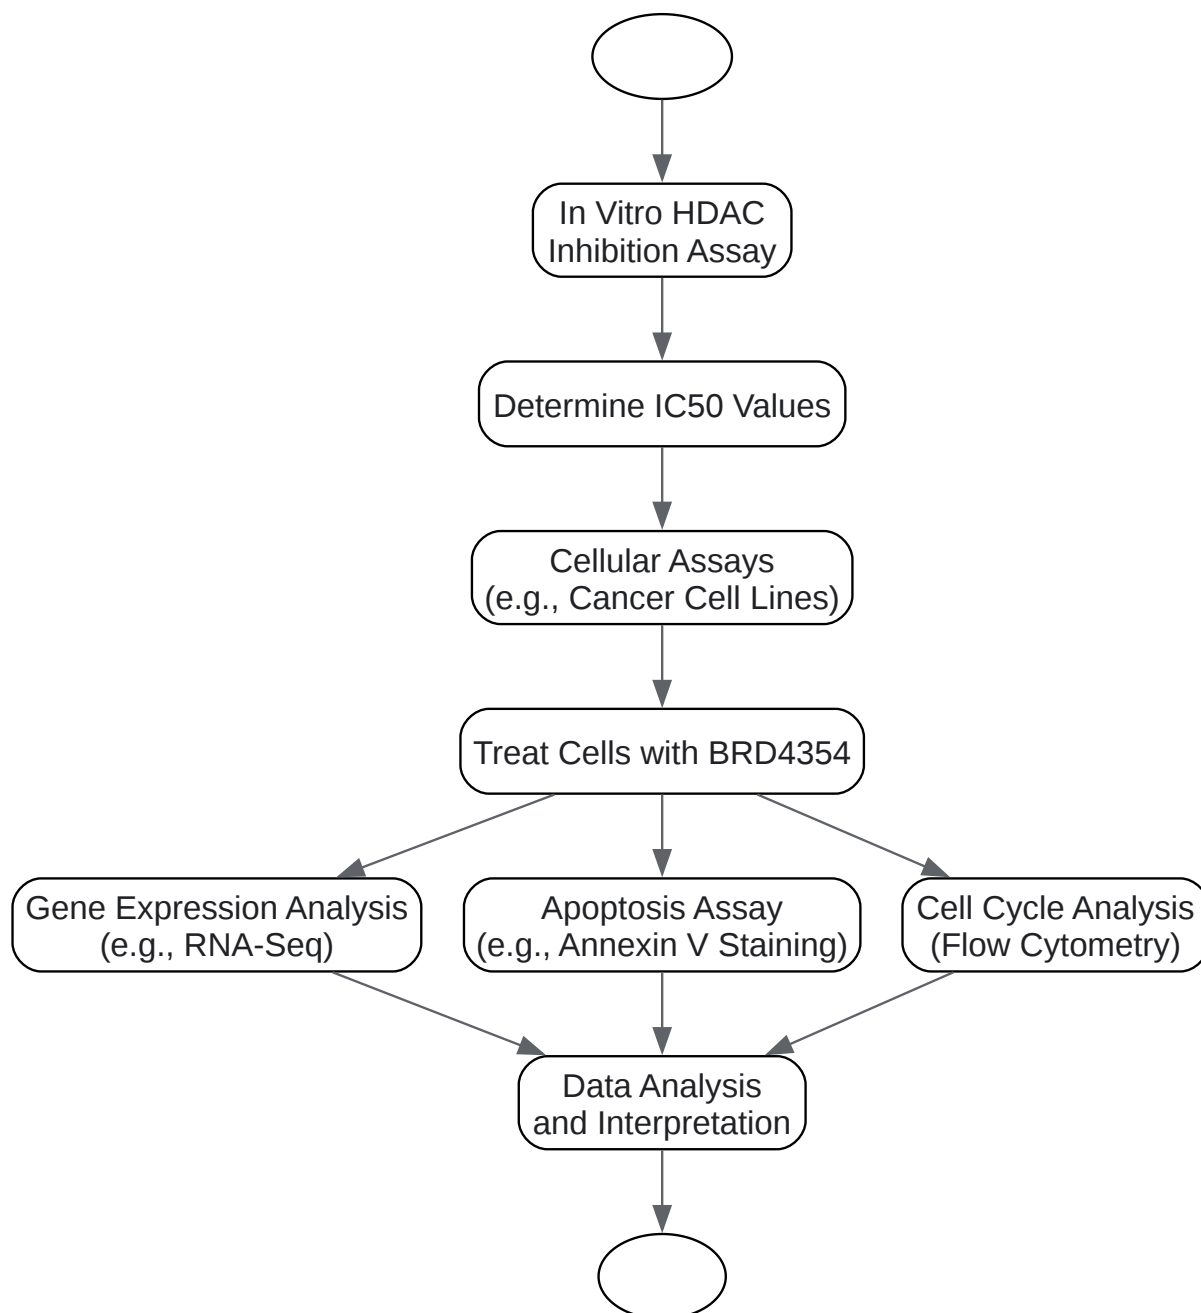 In Vitro HDAC
Inhibition Assay
Determine IC50 Values
Cellular Assays
(e.g., Cancer Cell Lines)
Treat Cells with BRD4354
Gene Expression Analysis
(e.g., RNA-Seq)
Apoptosis Assay
(e.g., Annexin V Staining)
Cell Cycle Analysis
(Flow Cytometry)
Data Analysis
and Interpretation